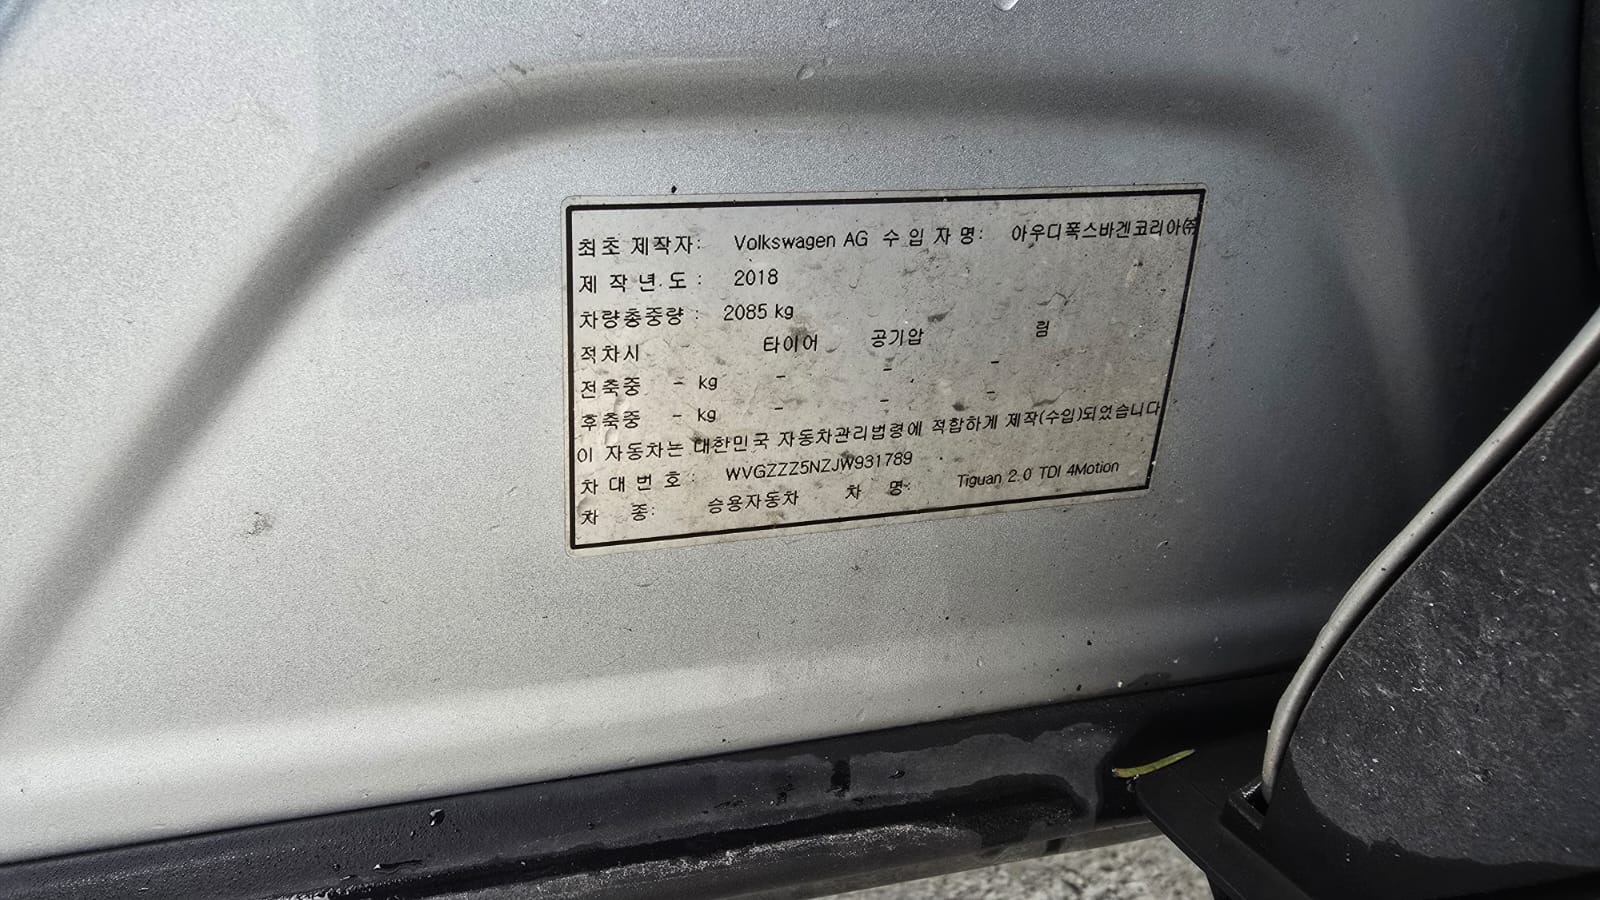 최초 제작자: Volkswagen AG 수 입 자 명: 아우디폭스바겐코리아㈜
제 작 년 도 : 2018
차량총중량 : 2085 kg
적차시 타이어 공기압 림
전축중 - kg - - -
후축중 - kg - - -
이 자동차는 대한민국 자동차관리법령에 적합하게 제작(수입)되었습니다
차 대 번 호 : WVGZZZ5NZJW931789
차 종: 승용자동차 차 명: Tiguan 2.0 TDI 4Motion